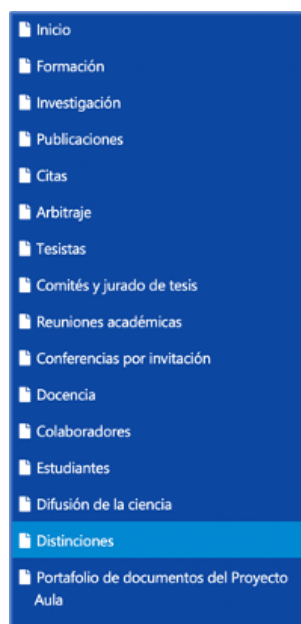 Inicio
Formación
Investigación
Publicaciones
Citas
Arbitraje
Tesistas
Comités y jurado de tesis
Reuniones académicas
Conferencias por invitación
Docencia
Colaboradores
Estudiantes
Difusión de la ciencia
Distinciones
Portafolio de documentos del Proyecto
Aula